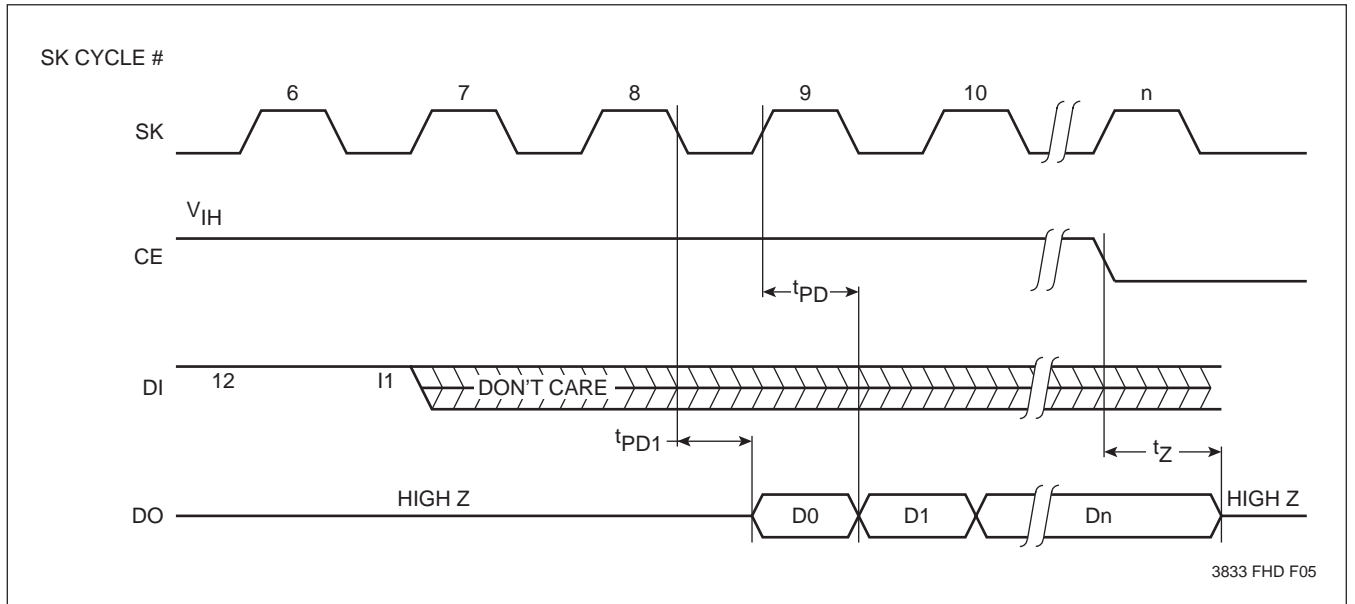 SK CYCLE #
6 7 8 9 10 n
SK
VIH
CE
tPD
12 I1 DON'T CARE
DI
tPD1
tZ
HIGH Z HIGH Z
DO D0 D1 Dn
3833 FHD F05